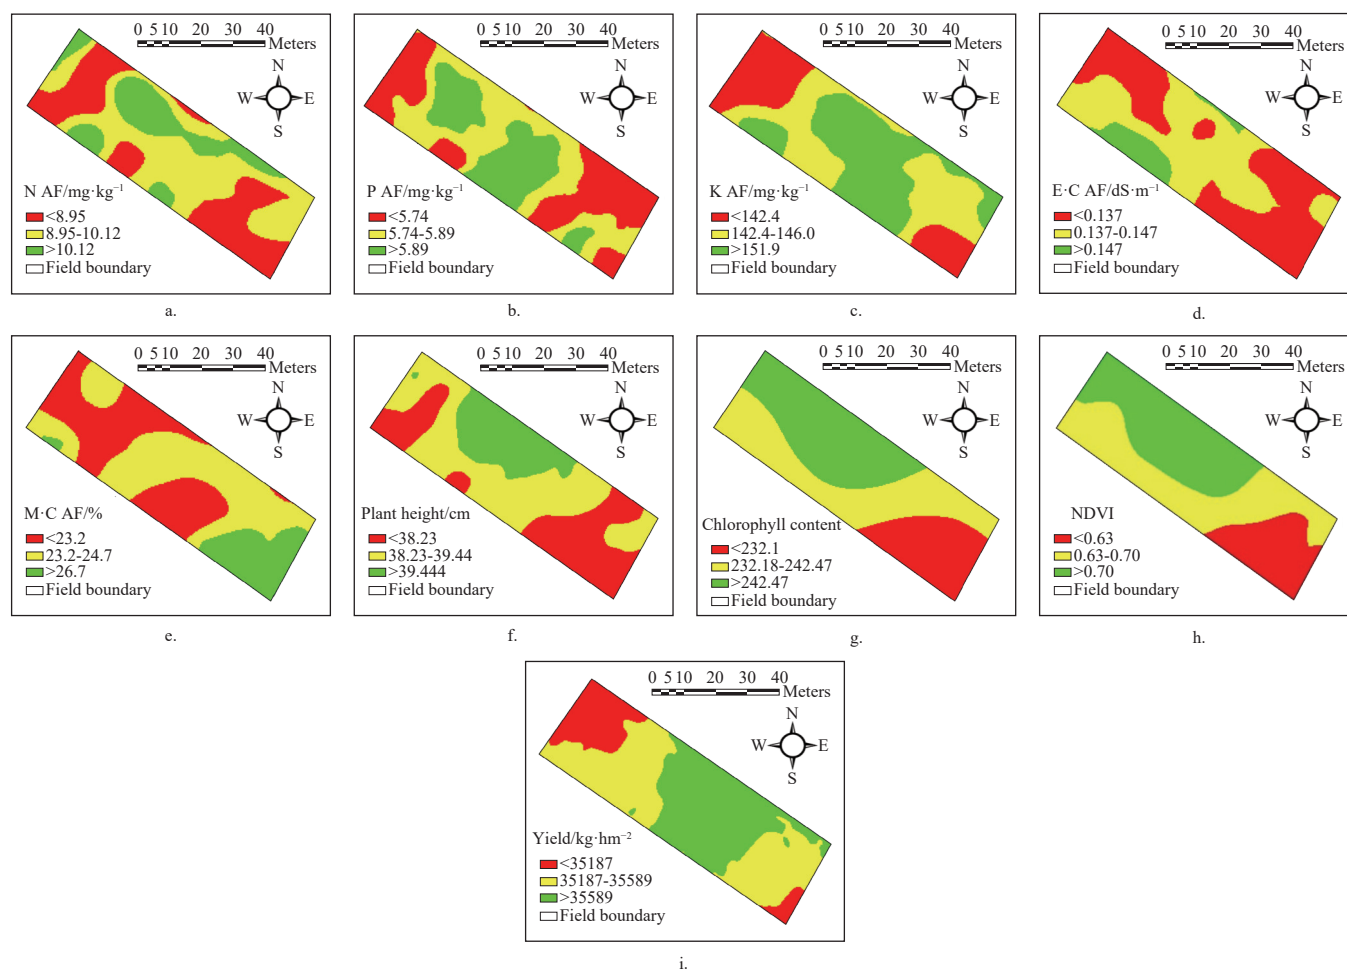 0 5 10 20 30 40
Meters
N
W E
S
N AF/mg·kg⁻¹
<8.95
8.95-10.12
>10.12
Field boundary
a.
0 5 10 20 30 40
Meters
N
W E
S
P AF/mg·kg⁻¹
<5.74
5.74-5.89
>5.89
Field boundary
b.
0 5 10 20 30 40
Meters
N
W E
S
K AF/mg·kg⁻¹
<142.4
142.4-146.0
>151.9
Field boundary
c.
0 5 10 20 30 40
Meters
N
W E
S
E·C AF/dS·m⁻¹
<0.137
0.137-0.147
>0.147
Field boundary
d.
0 5 10 20 30 40
Meters
N
W E
S
M·C AF/%
<23.2
23.2-24.7
>26.7
Field boundary
e.
0 5 10 20 30 40
Meters
N
W E
S
Plant height/cm
<38.23
38.23-39.44
>39.444
Field boundary
f.
0 5 10 20 30 40
Meters
N
W E
S
Chlorophyll content
<232.1
232.18-242.47
>242.47
Field boundary
g.
0 5 10 20 30 40
Meters
N
W E
S
NDVI
<0.63
0.63-0.70
>0.70
Field boundary
h.
0 5 10 20 30 40
Meters
N
W E
S
Yield/kg·hm⁻²
<35187
35187-35589
>35589
Field boundary
i.